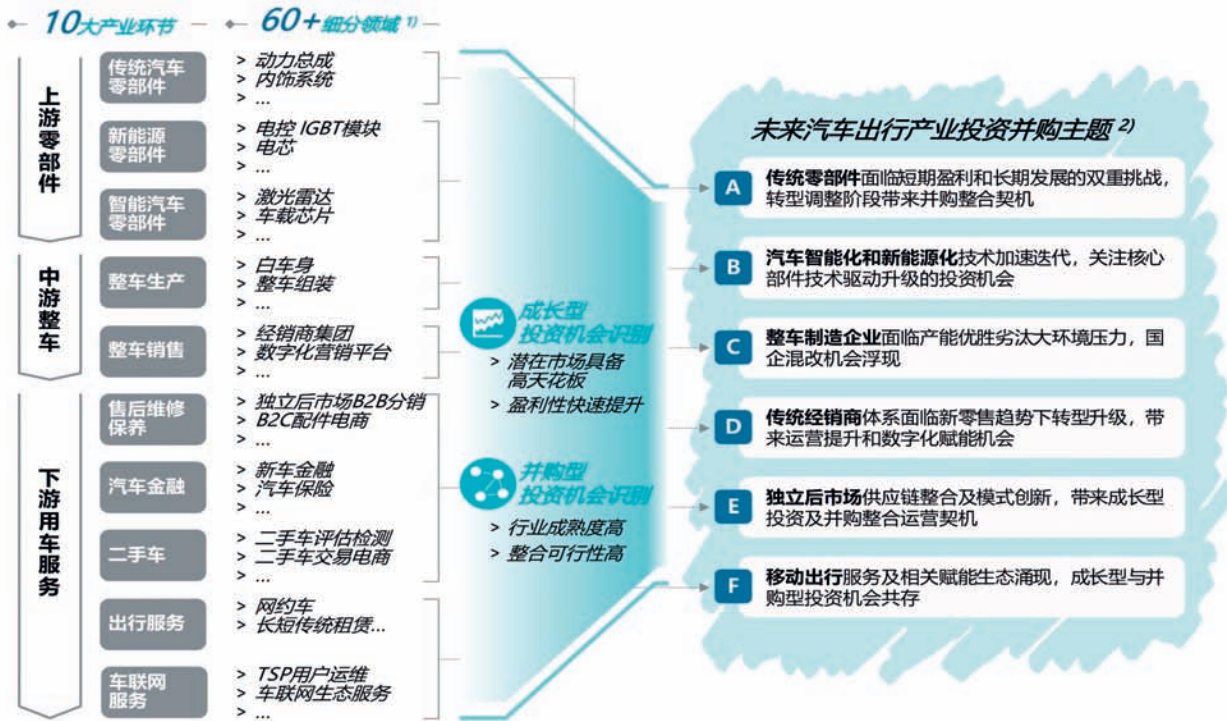 10大产业环节
60+细分领域 1)
上游零部件
传统汽车
零部件
> 动力总成
> 内饰系统
> ...
新能源
零部件
> 电控 IGBT模块
> 电芯
> ...
智能汽车
零部件
> 激光雷达
> 车载芯片
> ...
中游整车
整车生产
> 白车身
> 整车组装
> ...
整车销售
> 经销商集团
> 数字化营销平台
> ...
下游用车服务
售后维修
保养
> 独立后市场B2B分销
> B2C配件电商
> ...
汽车金融
> 新车金融
> 汽车保险
> ...
二手车
> 二手车评估检测
> 二手车交易电商
> ...
出行服务
> 网约车
> 长短传统租赁...
车联网
服务
> TSP用户运维
> 车联网生态服务
> ...
成长型
投资机会识别
> 潜在市场具备
高天花板
> 盈利性快速提升
并购型
投资机会识别
> 行业成熟度高
> 整合可行性高
未来汽车出行产业投资并购主题 2)
A
传统零部件面临短期盈利和长期发展的双重挑战，
转型调整阶段带来并购整合契机
B
汽车智能化和新能源化技术加速迭代，关注核心
部件技术驱动升级的投资机会
C
整车制造企业面临产能优胜劣汰大环境压力，国
企混改机会浮现
D
传统经销商体系面临新零售趋势下转型升级，带
来运营提升和数字化赋能机会
E
独立后市场供应链整合及模式创新，带来成长型
投资及并购整合运营契机
F
移动出行服务及相关赋能生态涌现，成长型与并
购型投资机会共存